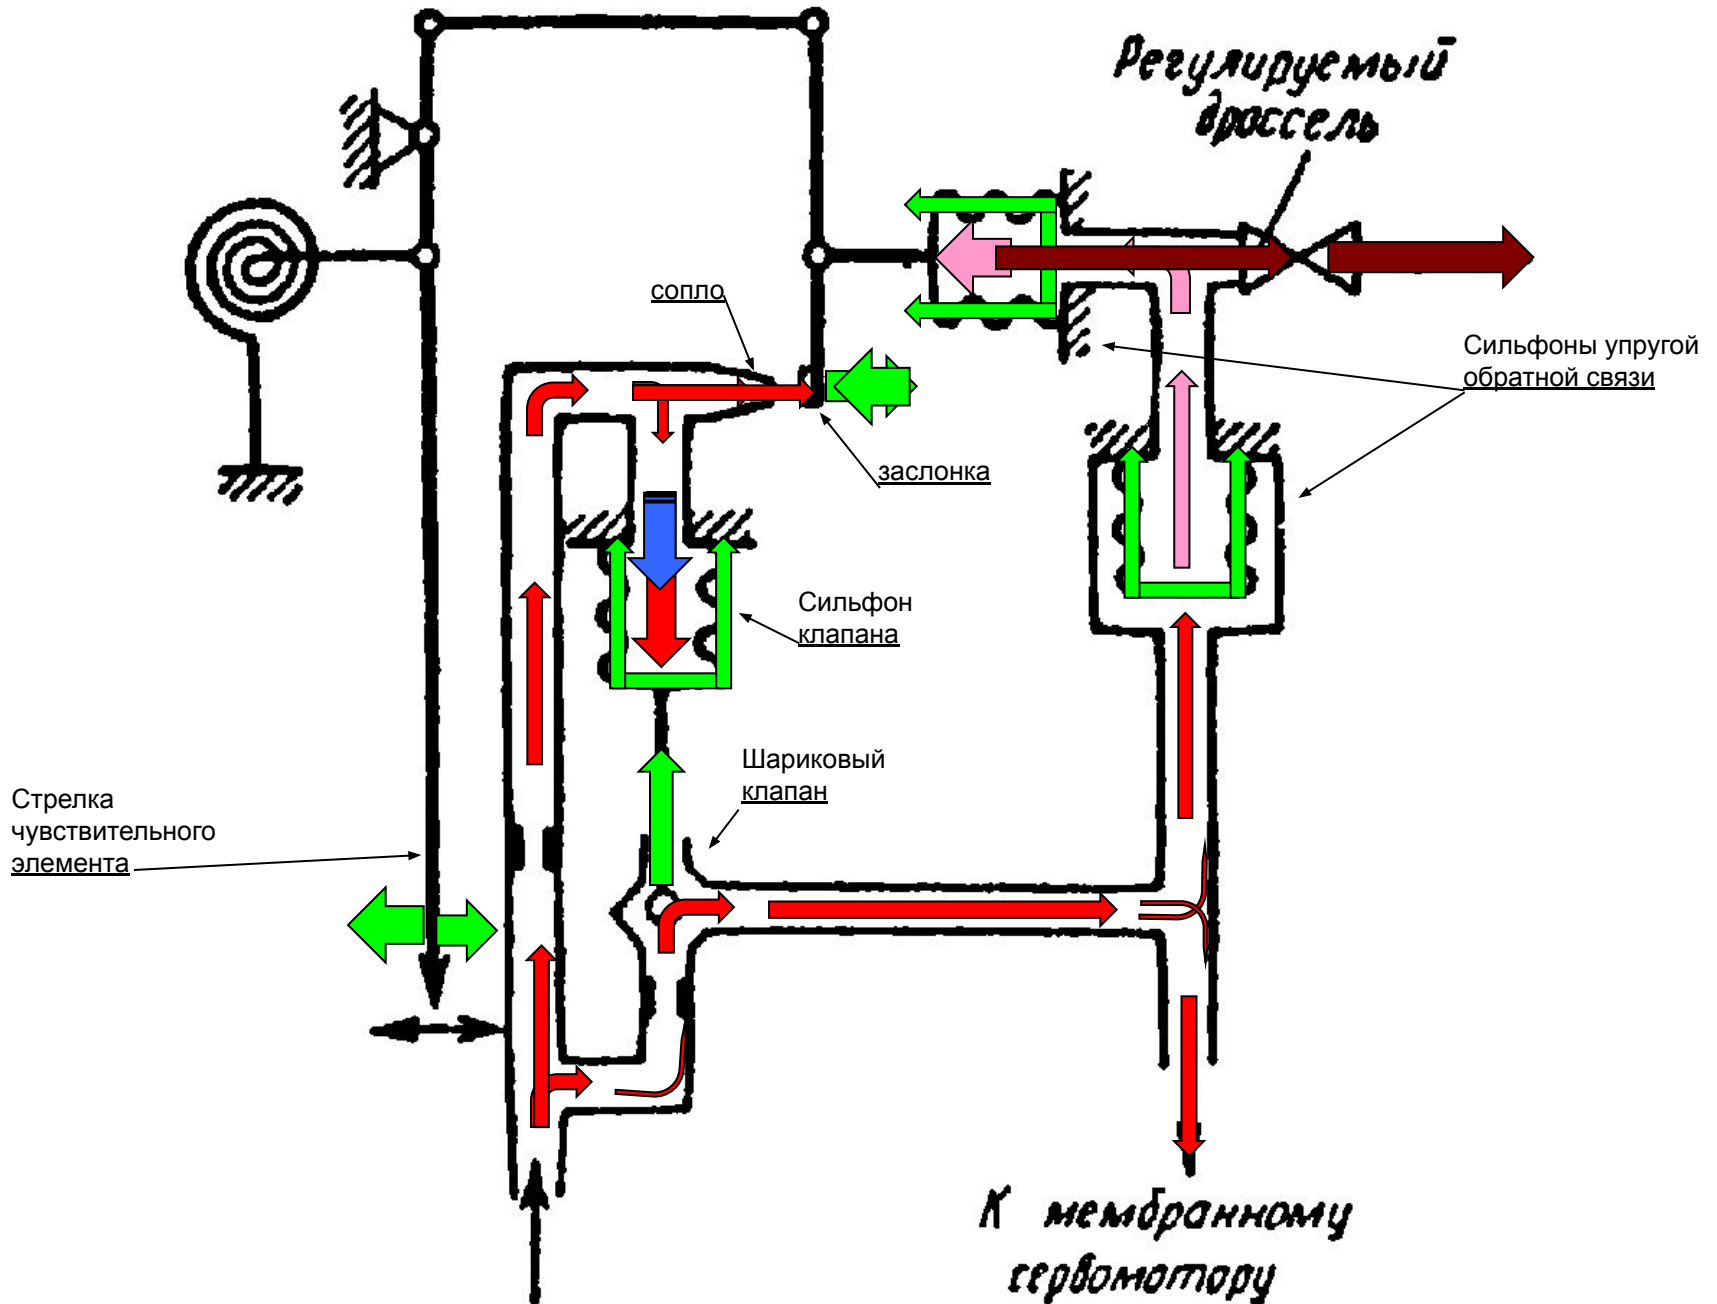 Регулируемый
дроссель
сопло
Сильфоны упругой
обратной связи
заслонка
Сильфон
клапана
Шариковый
клапан
Стрелка
чувствительного
элемента
К мембранному
сервомотору